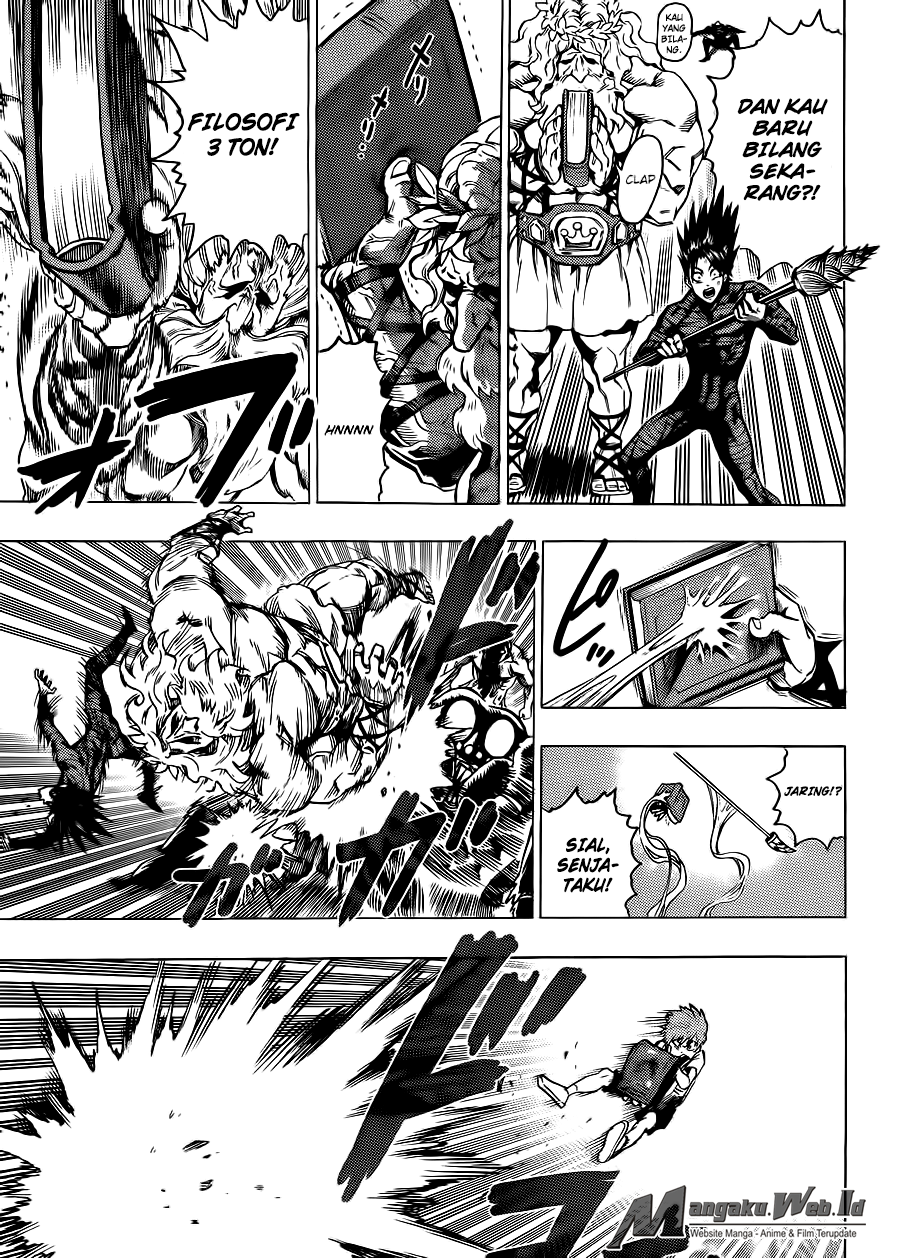 KAU
YANG
BILA-
NG.
DAN KAU
BARU
BILANG
SEKA-
RANG?!
CLAP
HNNNN
FILOSOFI
3 TON!
JARING!?
SIAL,
SENJA-
TAKU!
Mangaku.Web.Id
Website Manga - Anime & Film Terupdate